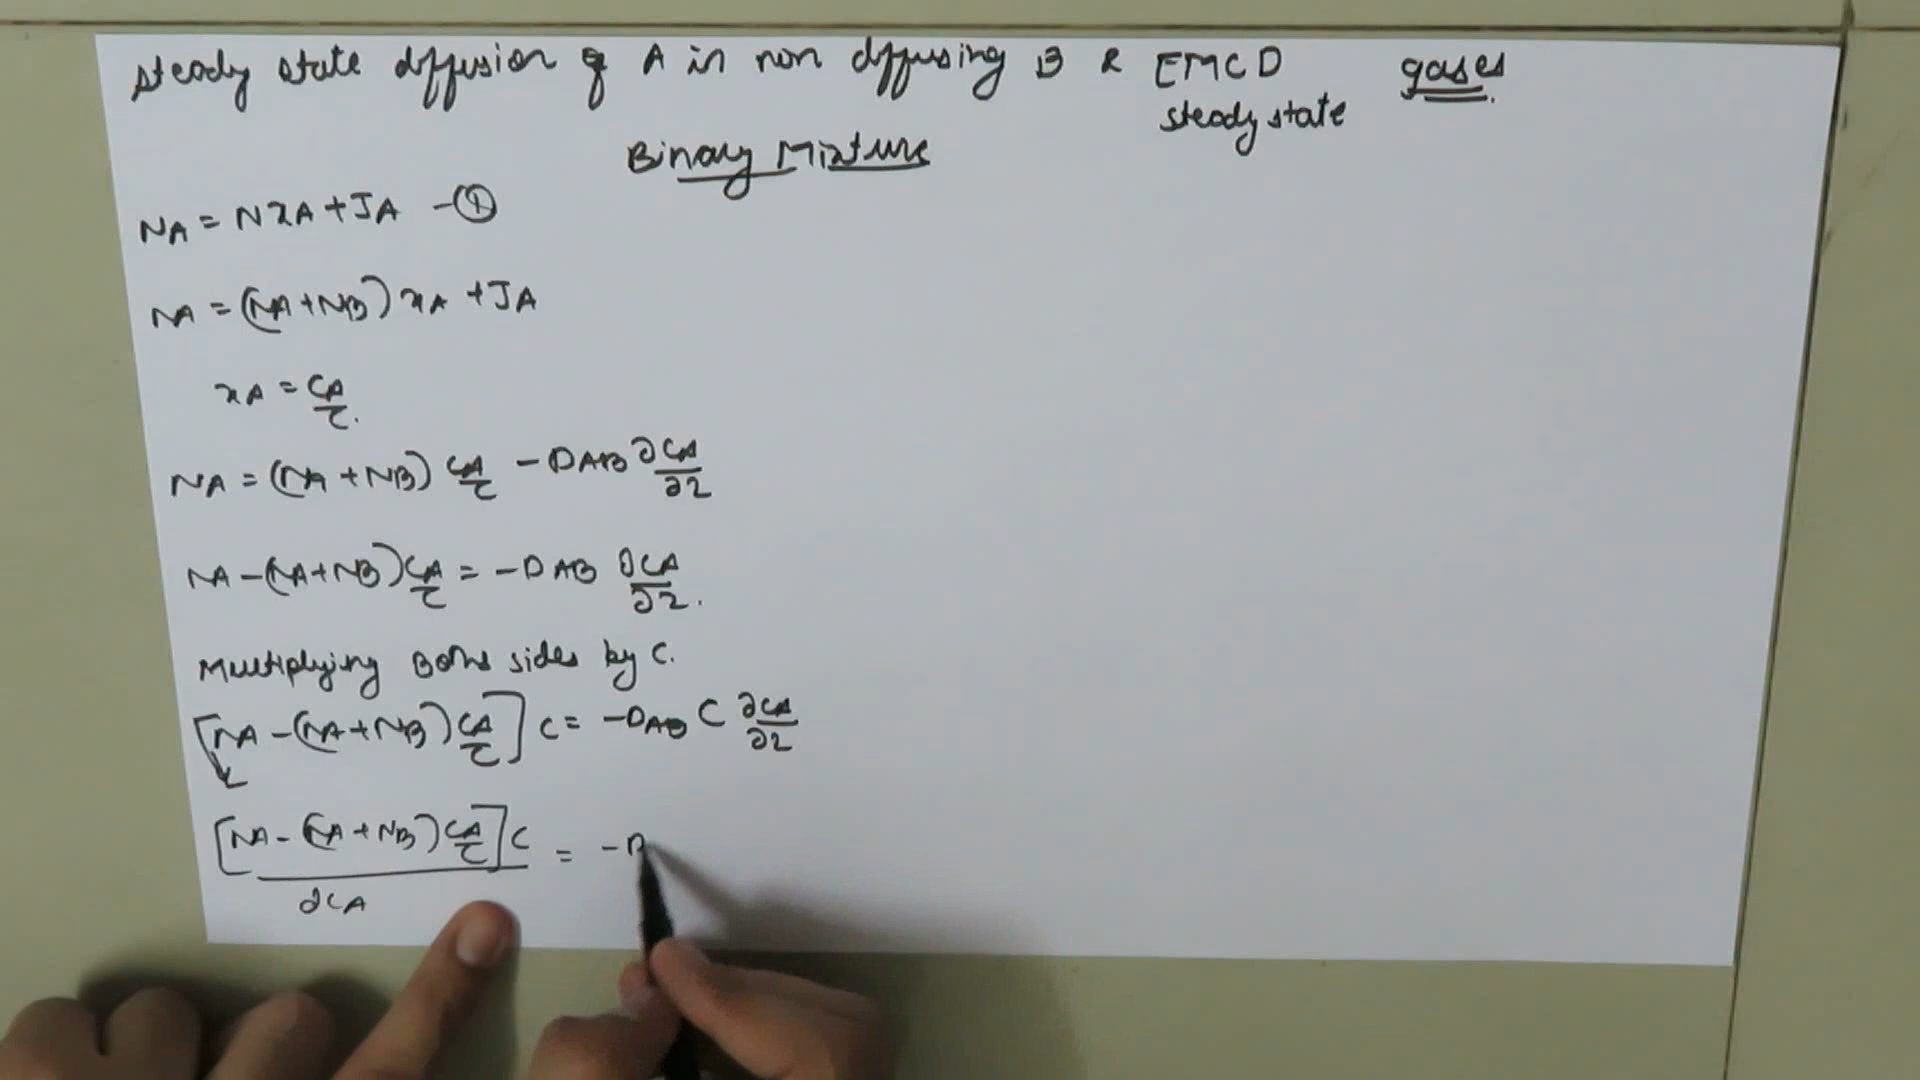 steady state diffusion of A in non diffusing B & EMCD gases
steady state
Binary Mixture
NA = NxA + JA -①
NA = (NA+NB) xA + JA
xA = CA/C.
NA = (NA + NB) CA/C - DAB ∂CA/∂z
NA - (NA+NB) CA/C = - DAB ∂CA/∂z.
Multiplying Both sides by C.
[NA - (NA + NB) CA/C] C = - DAB C ∂CA/∂z
[NA - (NA + NB) CA/C] C / ∂CA = - D